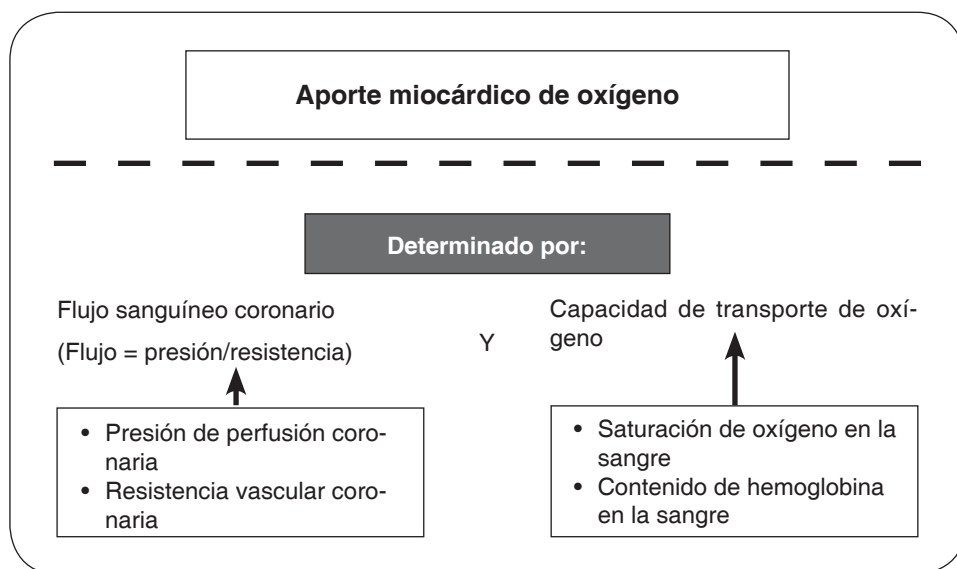 Aporte miocárdico de oxígeno
Determinado por:
Flujo sanguíneo coronario
(Flujo = presión/resistencia)
Y
Capacidad de transporte de oxí-
geno
• Presión de perfusión coro-
naria
• Resistencia vascular coro-
naria
• Saturación de oxígeno en la
sangre
• Contenido de hemoglobina
en la sangre